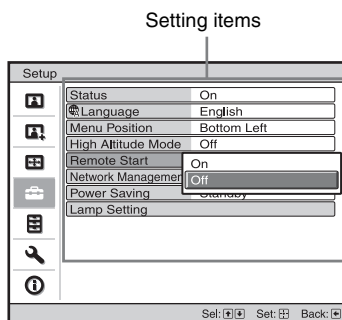 Setting items
Setup
Status On
Language English
Menu Position Bottom Left
High Altitude Mode Off
Remote Start On
Network Managemen Off
Power Saving Standby
Lamp Setting
Sel: Set: Back: